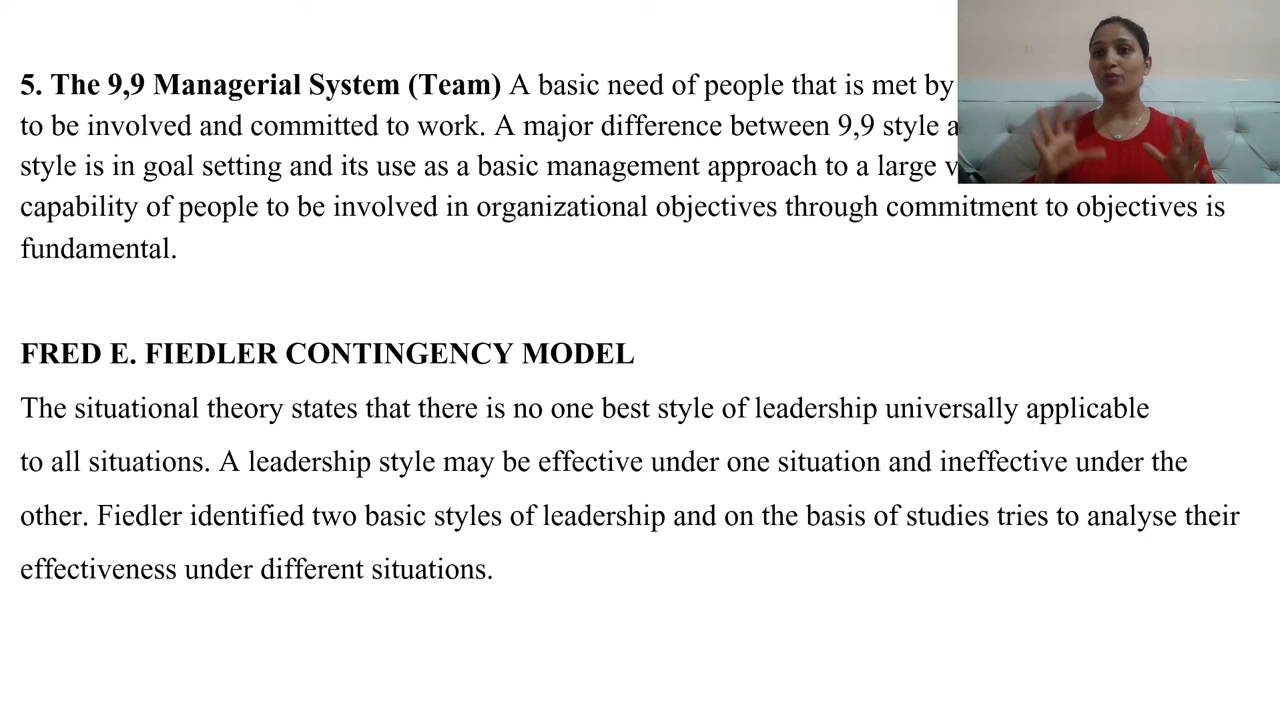 5. The 9,9 Managerial System (Team) A basic need of people that is met by
to be involved and committed to work. A major difference between 9,9 style
style is in goal setting and its use as a basic management approach to a large
capability of people to be involved in organizational objectives through commitment to objectives is
fundamental.
FRED E. FIEDLER CONTINGENCY MODEL
The situational theory states that there is no one best style of leadership universally applicable
to all situations. A leadership style may be effective under one situation and ineffective under the
other. Fiedler identified two basic styles of leadership and on the basis of studies tries to analyse their
effectiveness under different situations.